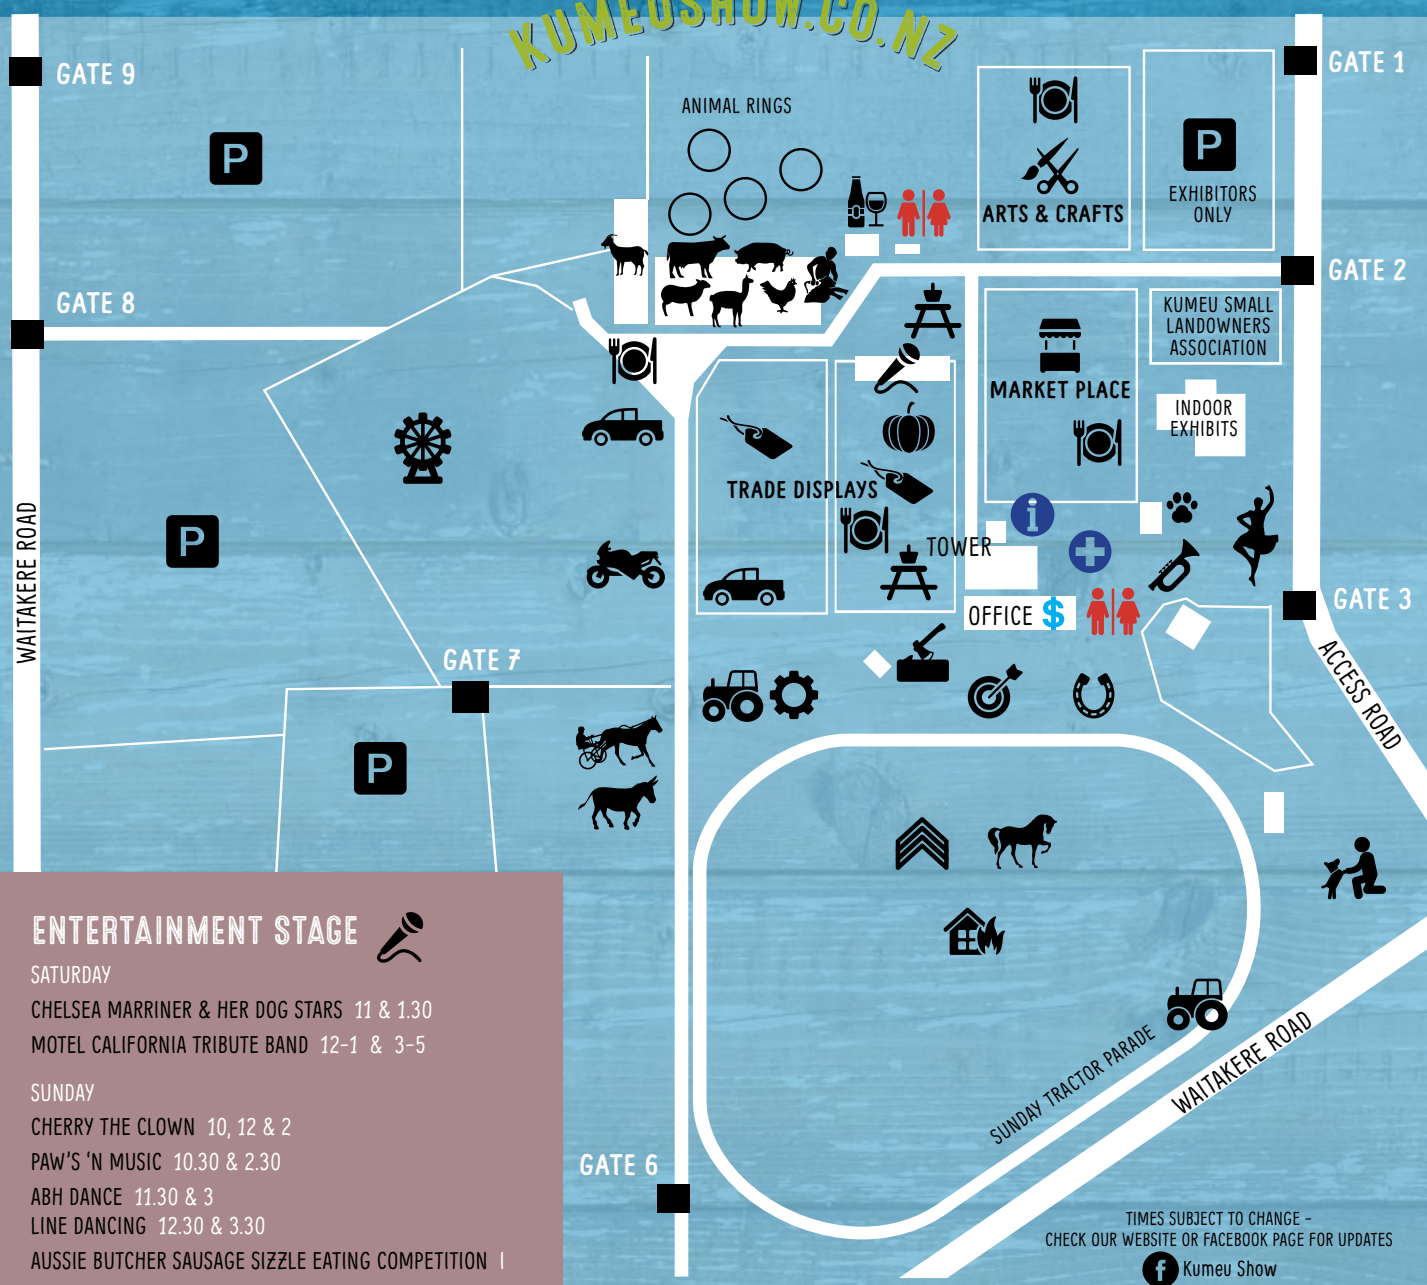 KUMEUSHOW.CO.NZ
GATE 9
GATE 1
ANIMAL RINGS
P
P
EXHIBITORS
ONLY
ARTS & CRAFTS
GATE 2
GATE 8
KUMEU SMALL
LANDOWNERS
ASSOCIATION
MARKET PLACE
INDOOR
EXHIBITS
TRADE DISPLAYS
WAITAKERE ROAD
P
i
TOWER
OFFICE $
GATE 3
ACCESS ROAD
GATE 7
P
SUNDAY TRACTOR PARADE
WAITAKERE ROAD
GATE 6
ENTERTAINMENT STAGE
SATURDAY
CHELSEA MARRINER & HER DOG STARS 11 & 1.30
MOTEL CALIFORNIA TRIBUTE BAND 12-1 & 3-5
SUNDAY
CHERRY THE CLOWN 10, 12 & 2
PAW'S 'N MUSIC 10.30 & 2.30
ABH DANCE 11.30 & 3
LINE DANCING 12.30 & 3.30
AUSSIE BUTCHER SAUSAGE SIZZLE EATING COMPETITION 1
TIMES SUBJECT TO CHANGE -
CHECK OUR WEBSITE OR FACEBOOK PAGE FOR UPDATES
f Kumeu Show